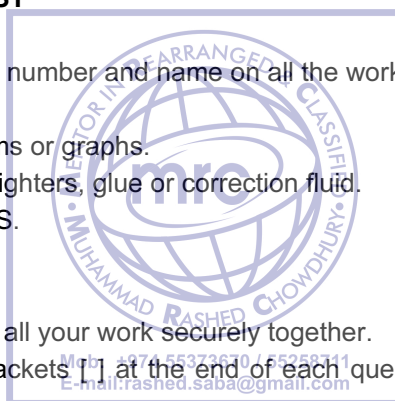 number and name on all the work
ms or graphs.
ighters, glue or correction fluid.
S.
MENTOR IN REARRANGED & CLASSIFIED
mrc
MUHAMMAD RASHED CHOWDHURY
all your work securely together.
ackets [ ] at the end of each que
Mob: +974 55373670 / 55258711
E-mail:rashed.saba@gmail.com